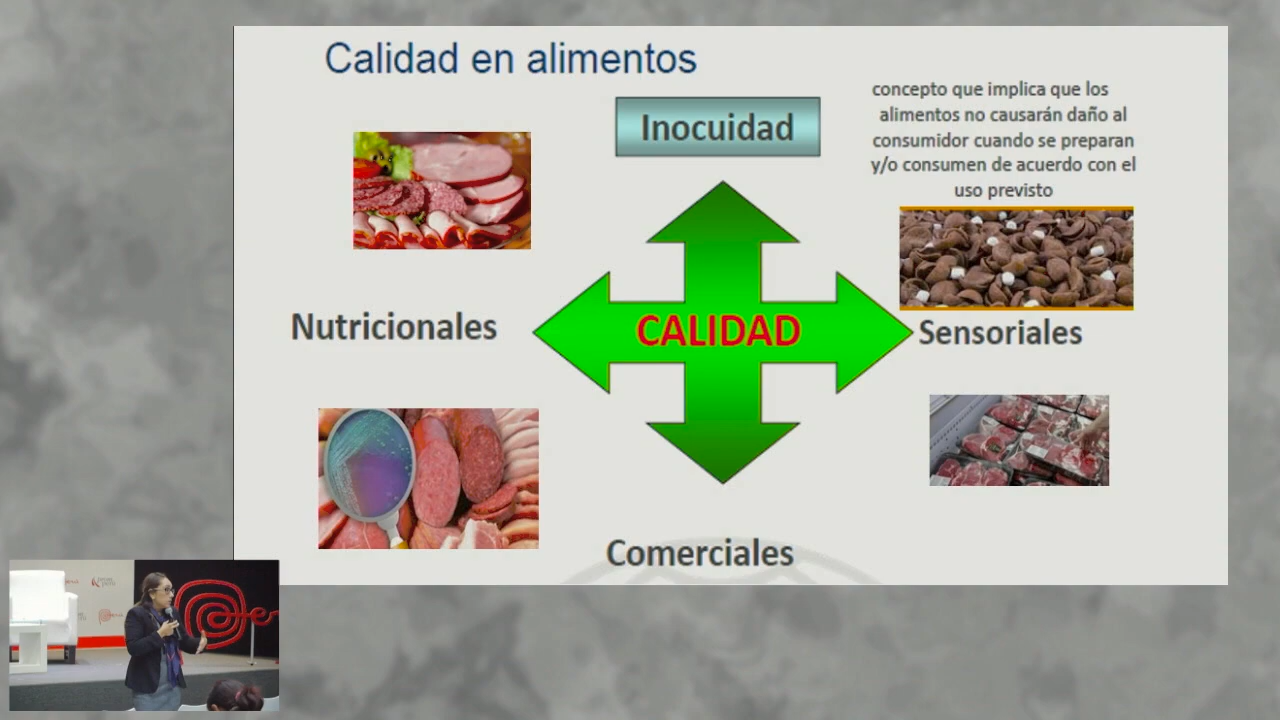 Calidad en alimentos
Inocuidad
concepto que implica que los
alimentos no causarán daño al
consumidor cuando se preparan
y/o consumen de acuerdo con el
uso previsto
Nutricionales
CALIDAD
Sensoriales
Comerciales